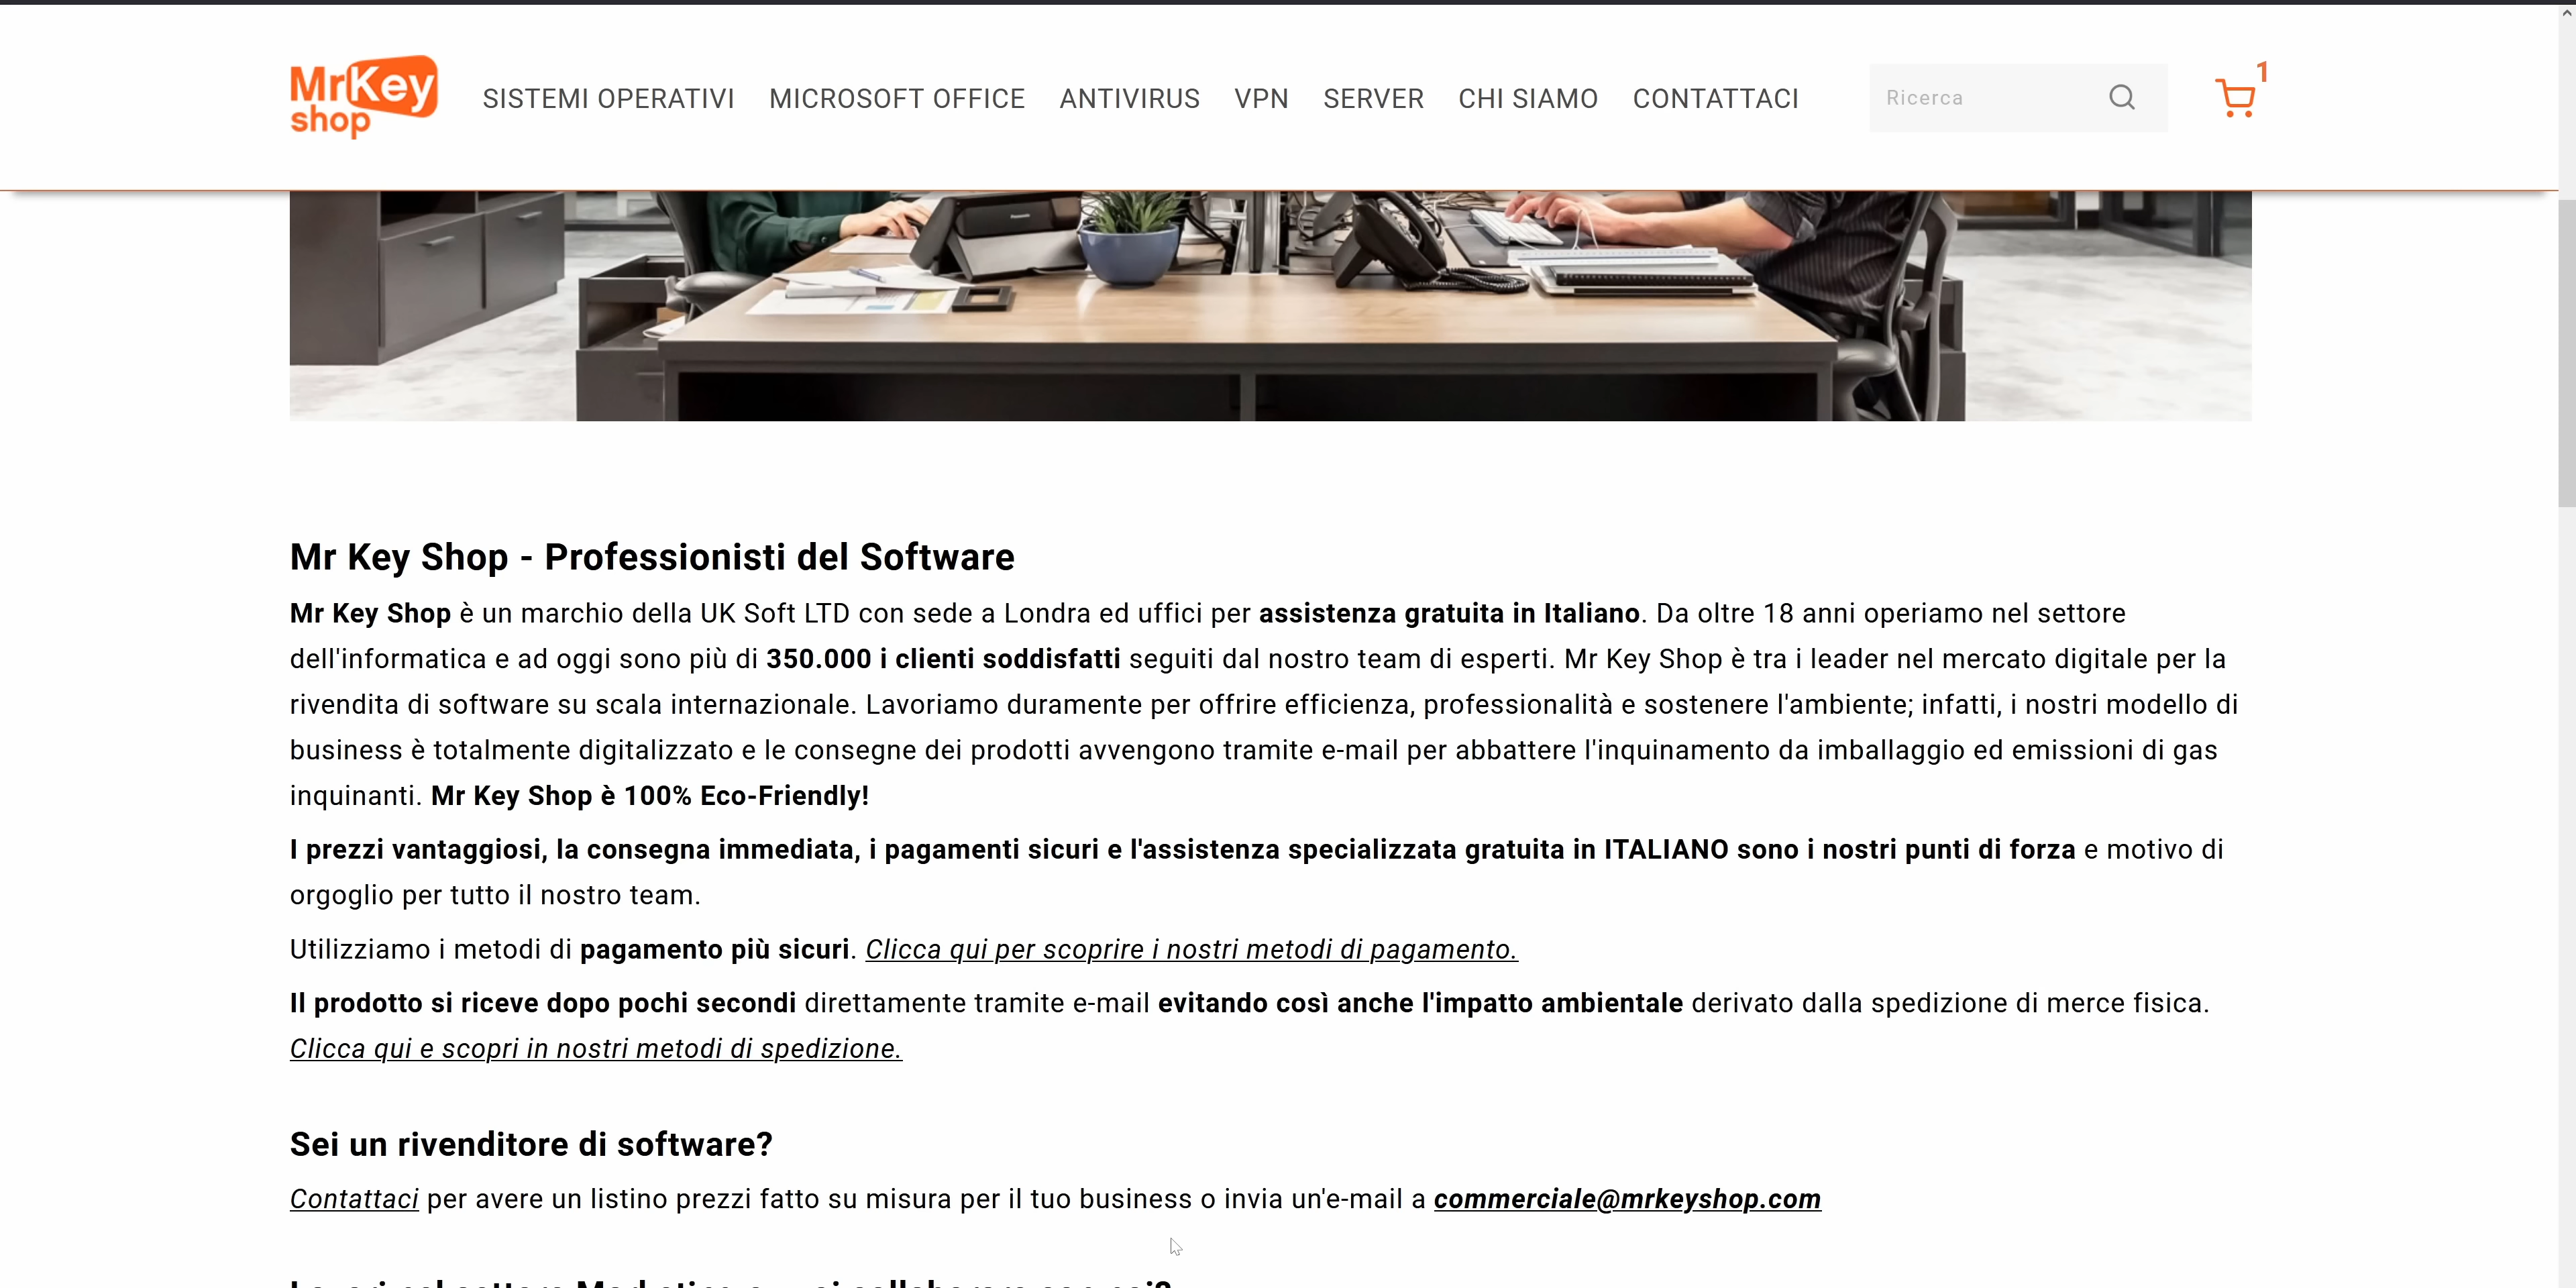 MrKey
shop
SISTEMI OPERATIVI MICROSOFT OFFICE ANTIVIRUS VPN SERVER CHI SIAMO CONTATTACI
Ricerca
1
Panasonic
Mr Key Shop - Professionisti del Software
Mr Key Shop è un marchio della UK Soft LTD con sede a Londra ed uffici per assistenza gratuita in Italiano. Da oltre 18 anni operiamo nel settore
dell'informatica e ad oggi sono più di 350.000 i clienti soddisfatti seguiti dal nostro team di esperti. Mr Key Shop è tra i leader nel mercato digitale per la
rivendita di software su scala internazionale. Lavoriamo duramente per offrire efficienza, professionalità e sostenere l'ambiente; infatti, i nostri modello di
business è totalmente digitalizzato e le consegne dei prodotti avvengono tramite e-mail per abbattere l'inquinamento da imballaggio ed emissioni di gas
inquinanti. Mr Key Shop è 100% Eco-Friendly!
I prezzi vantaggiosi, la consegna immediata, i pagamenti sicuri e l'assistenza specializzata gratuita in ITALIANO sono i nostri punti di forza e motivo di
orgoglio per tutto il nostro team.
Utilizziamo i metodi di pagamento più sicuri. Clicca qui per scoprire i nostri metodi di pagamento.
Il prodotto si riceve dopo pochi secondi direttamente tramite e-mail evitando così anche l'impatto ambientale derivato dalla spedizione di merce fisica.
Clicca qui e scopri in nostri metodi di spedizione.
Sei un rivenditore di software?
Contattaci per avere un listino prezzi fatto su misura per il tuo business o invia un'e-mail a commerciale@mrkeyshop.com